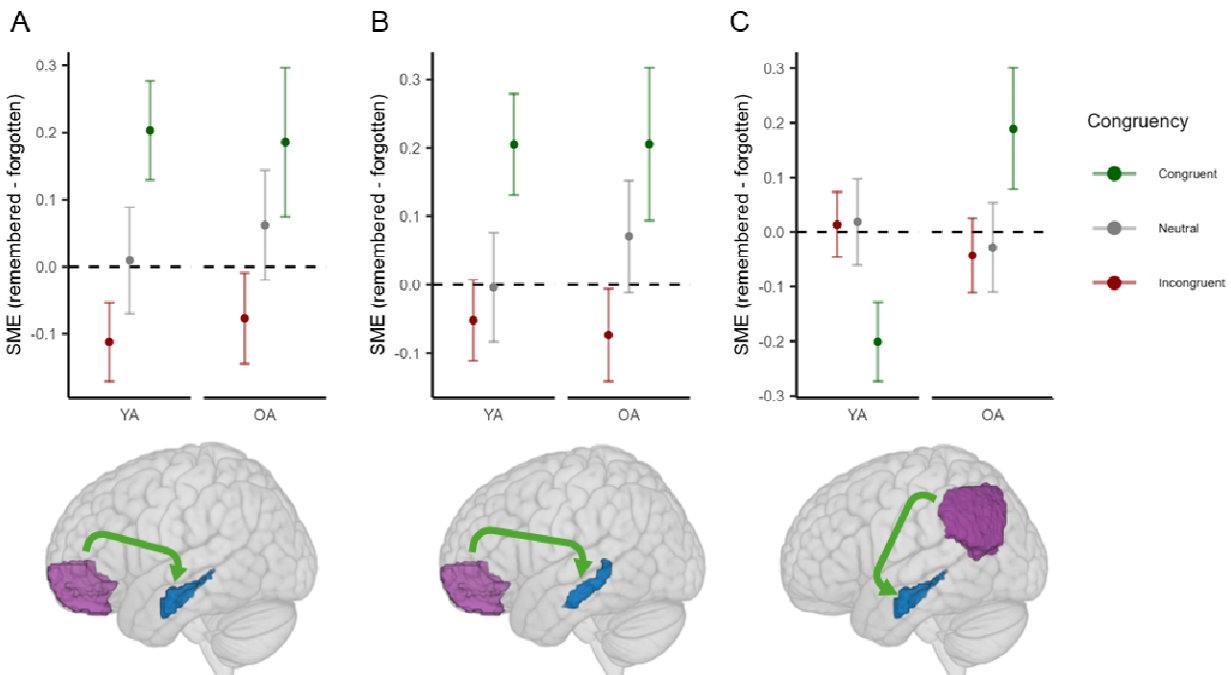 A
B
C
SME (remembered - forgotten)
0.3
0.2
0.1
0.0
-0.1
YA
OA
SME (remembered - forgotten)
0.3
0.2
0.1
0.0
-0.1
YA
OA
SME (remembered - forgotten)
0.3
0.2
0.1
0.0
-0.1
-0.2
-0.3
YA
OA
Congruency
Congruent
Neutral
Incongruent